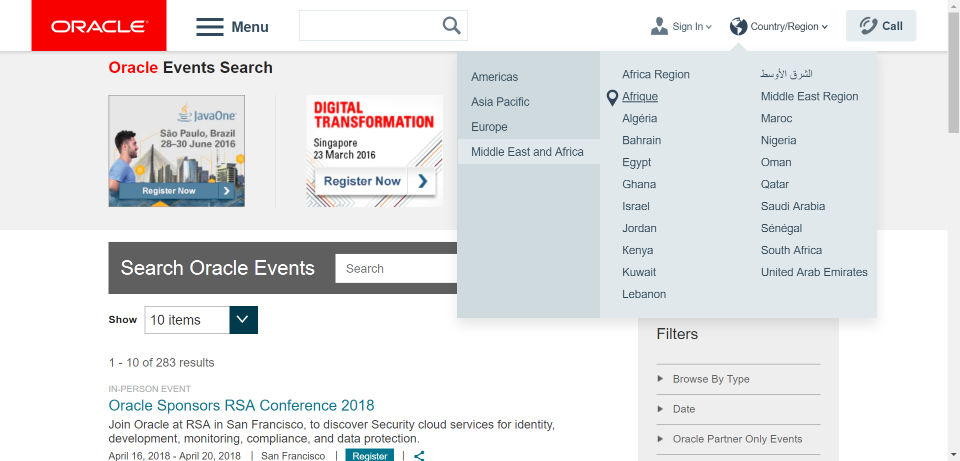 ORACLE
Menu
Sign In
Country/Region
Call
Oracle Events Search
JavaOne
São Paulo, Brazil
28–30 June 2016
Register Now
DIGITAL
TRANSFORMATION
Singapore
23 March 2016
Register Now
Americas
Asia Pacific
Europe
Middle East and Africa
Africa Region
Afrique
Algéria
Bahrain
Egypt
Ghana
Israel
Jordan
Kenya
Kuwait
Lebanon
الشرق الأوسط
Middle East Region
Maroc
Nigeria
Oman
Qatar
Saudi Arabia
Sénégal
South Africa
United Arab Emirates
Search Oracle Events
Search
Show
10 items
1 - 10 of 283 results
IN-PERSON EVENT
Oracle Sponsors RSA Conference 2018
Join Oracle at RSA in San Francisco, to discover Security cloud services for identity,
development, monitoring, compliance, and data protection.
April 16, 2018 - April 20, 2018 | San Francisco | Register |
Filters
Browse By Type
Date
Oracle Partner Only Events